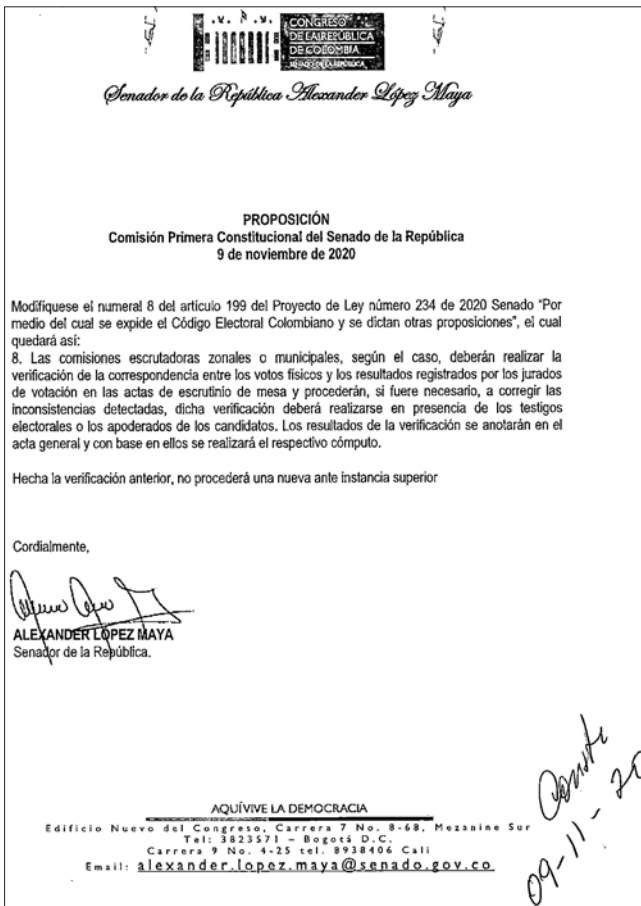 CONGRESO
DE LA REPÚBLICA
DE COLOMBIA
SENADO DE LA REPÚBLICA
Senador de la República Alexander López Maya
PROPOSICIÓN
Comisión Primera Constitucional del Senado de la República
9 de noviembre de 2020
Modifíquese el numeral 8 del artículo 199 del Proyecto de Ley número 234 de 2020 Senado “Por
medio del cual se expide el Código Electoral Colombiano y se dictan otras proposiciones”, el cual
quedará así:
8. Las comisiones escrutadoras zonales o municipales, según el caso, deberán realizar la
verificación de la correspondencia entre los votos físicos y los resultados registrados por los jurados
de votación en las actas de escrutinio de mesa y procederán, si fuere necesario, a corregir las
inconsistencias detectadas, dicha verificación deberá realizarse en presencia de los testigos
electorales o los apoderados de los candidatos. Los resultados de la verificación se anotarán en el
acta general y con base en ellos se realizará el respectivo cómputo.
Hecha la verificación anterior, no procederá una nueva ante instancia superior
Cordialmente,
ALEXANDER LÓPEZ MAYA
Senador de la República.
09-11-20
AQUÍVIVE LA DEMOCRACIA
Edificio Nuevo del Congreso, Carrera 7 No. 8-68, Mezanine Sur
Tel: 3823571 – Bogotá D.C.
Carrera 9 No. 4-25 tel. 8938406 Cali
Email: alexander.lopez.maya@senado.gov.co